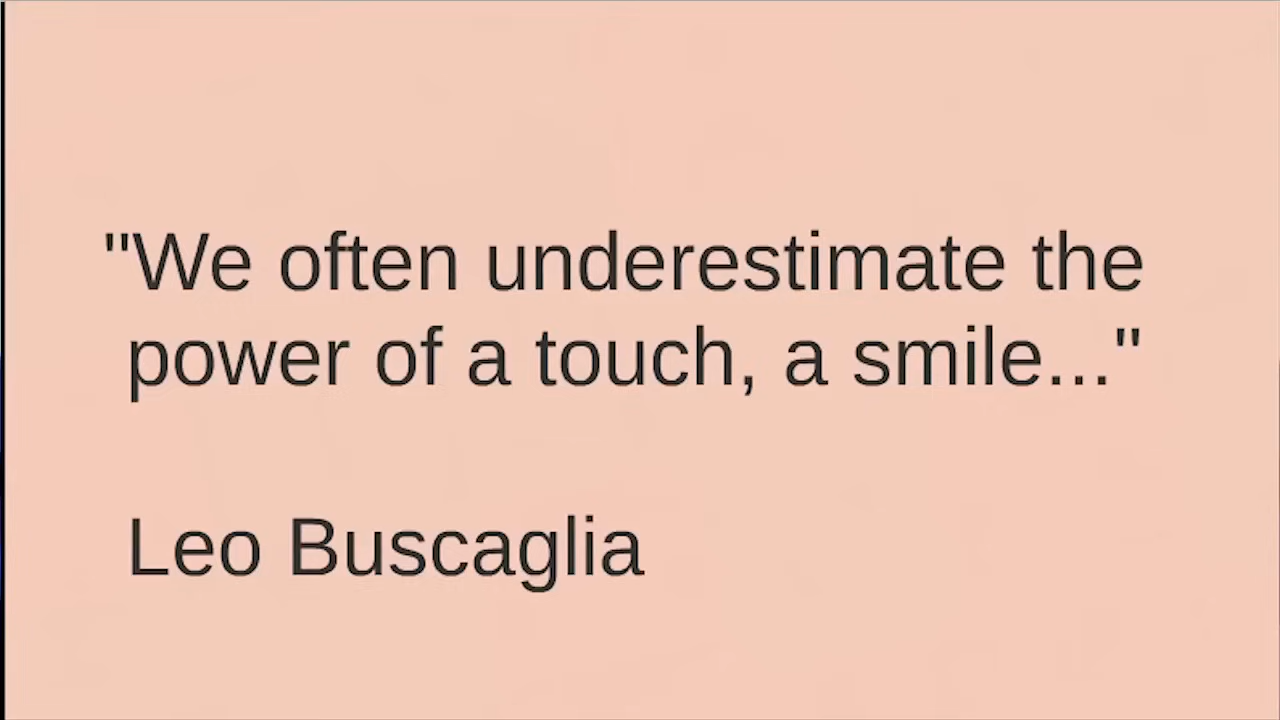 "We often underestimate the
power of a touch, a smile..."
Leo Buscaglia